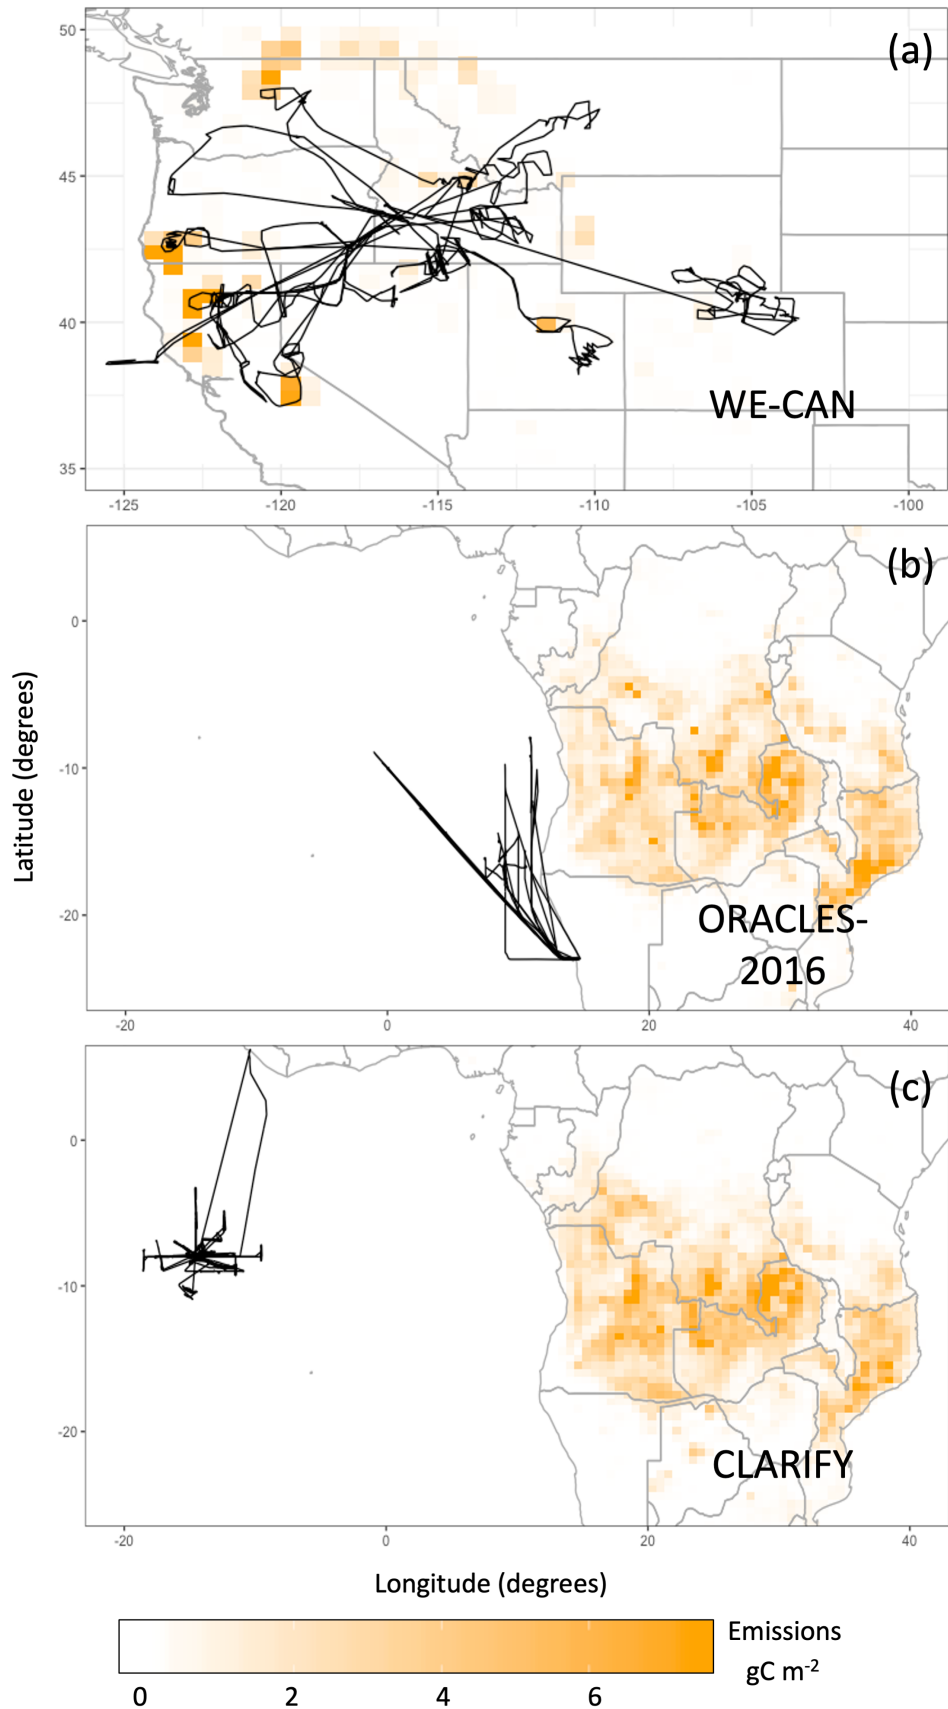 50
(a)
45
40
WE-CAN
35
-125
-120
-115
-110
-105
-100
(b)
0
-10
-20
ORACLES-
2016
-20
0
20
40
Latitude (degrees)
(c)
0
-10
-20
CLARIFY
-20
0
20
40
Longitude (degrees)
Emissions
gC m⁻²
0
2
4
6